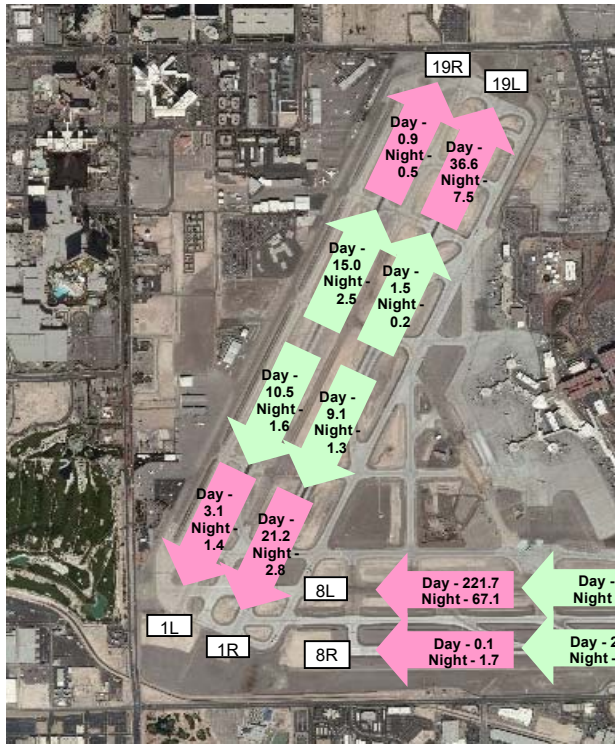 19R
19L
Day -
0.9
Night -
0.5
Day -
36.6
Night -
7.5
Day -
15.0
Night -
2.5
Day -
1.5
Night -
0.2
Day -
10.5
Night -
1.6
Day -
9.1
Night -
1.3
Day -
3.1
Night -
1.4
Day -
21.2
Night -
2.8
8L
Day - 221.7
Night - 67.1
Day -
Night
1L
1R
8R
Day - 0.1
Night - 1.7
Day - 2
Night -